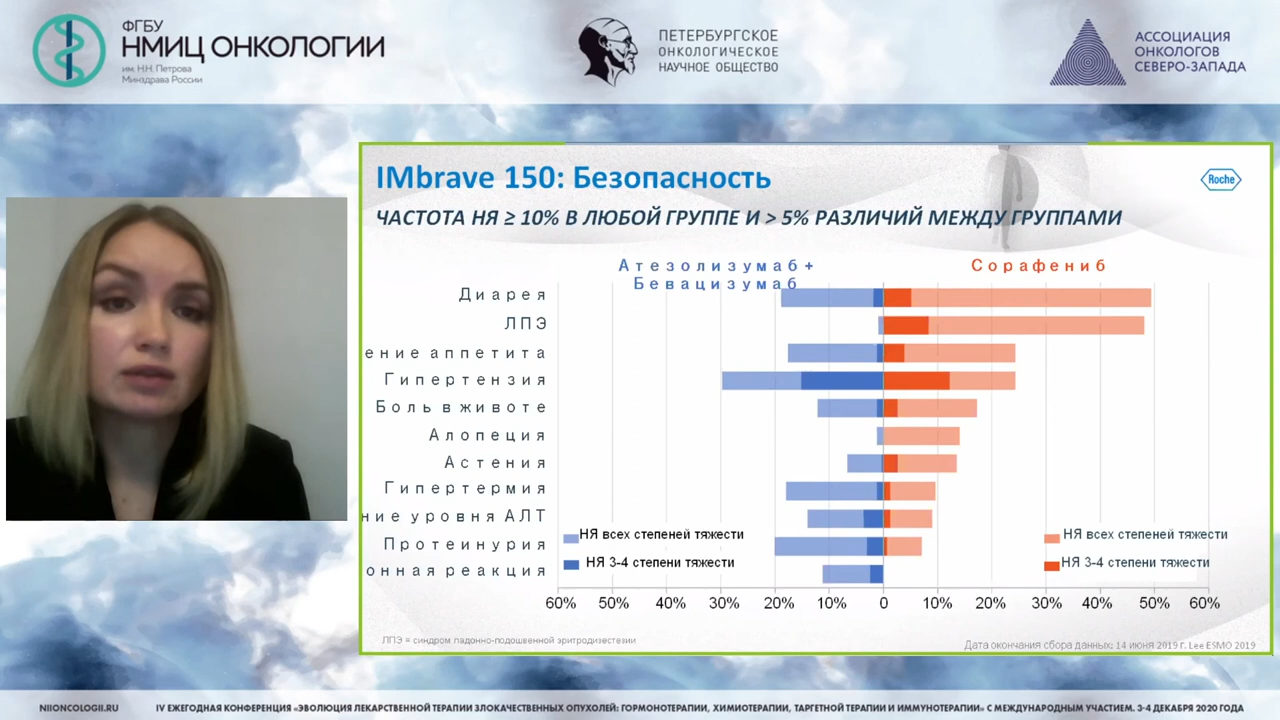 ФГБУ
НМИЦ ОНКОЛОГИИ
им. Н.Н. Петрова
Минздрава России
ПЕТЕРБУРГСКОЕ
ОНКОЛОГИЧЕСКОЕ
НАУЧНОЕ ОБЩЕСТВО
АССОЦИАЦИЯ
ОНКОЛОГОВ
СЕВЕРО-ЗАПАДА
IMbrave 150: Безопасность
Roche
ЧАСТОТА НЯ ≥ 10% В ЛЮБОЙ ГРУППЕ И > 5% РАЗЛИЧИЙ МЕЖДУ ГРУППАМИ
Атезолизумаб+
Бевацизумаб
Сорафениб
Диарея
ЛПЭ
ение аппетита
Гипертензия
Боль в животе
Алопеция
Астения
Гипертермия
ние уровня АЛТ
Протеинурия
онная реакция
НЯ всех степеней тяжести
НЯ 3-4 степени тяжести
НЯ всех степеней тяжести
НЯ 3-4 степени тяжести
60% 50% 40% 30% 20% 10% 0 10% 20% 30% 40% 50% 60%
ЛПЭ = синдром ладонно-подошвенной эритродизестезии
Дата окончания сбора данных: 14 июня 2019 г. Lee ESMO 2019
NIIONCOLOGII.RU
IV ЕЖЕГОДНАЯ КОНФЕРЕНЦИЯ «ЭВОЛЮЦИЯ ЛЕКАРСТВЕННОЙ ТЕРАПИИ ЗЛОКАЧЕСТВЕННЫХ ОПУХОЛЕЙ: ГОРМОНОТЕРАПИИ, ХИМИОТЕРАПИИ, ТАРГЕТНОЙ ТЕРАПИИ И ИММУНОТЕРАПИИ» С МЕЖДУНАРОДНЫМ УЧАСТИЕМ. 3-4 ДЕКАБРЯ 2020 ГОДА